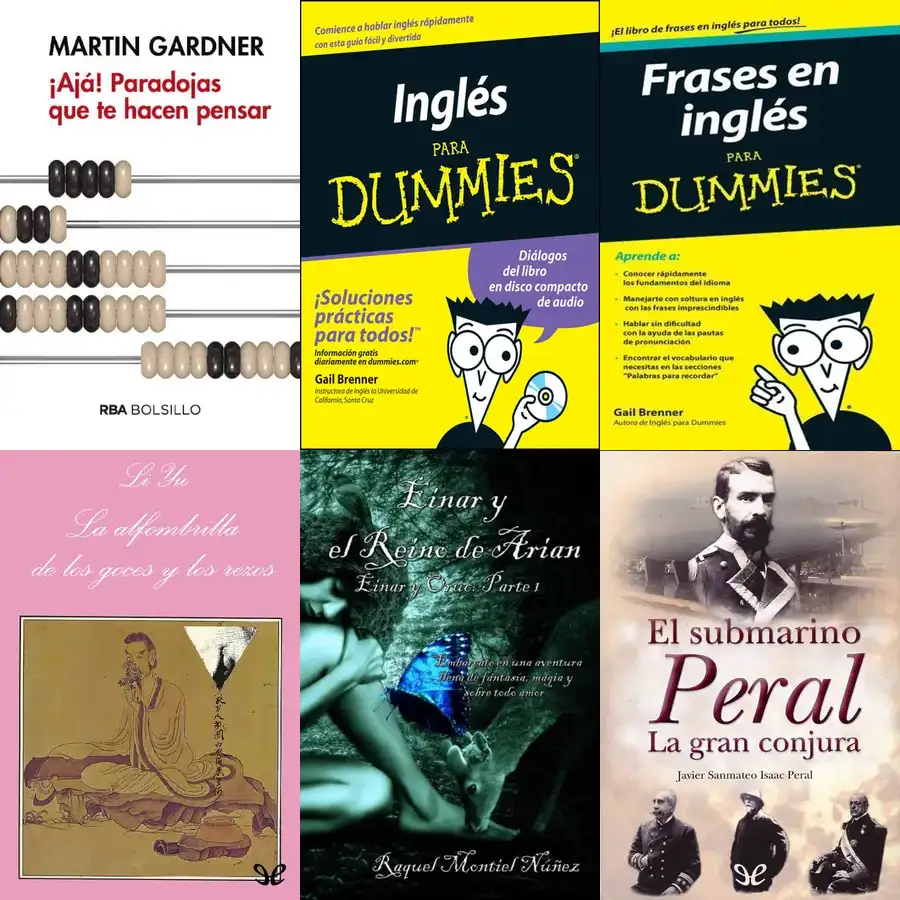 MARTIN GARDNER
¡Ajá! Paradojas
que te hacen pensar
RBA BOLSILLO
Comience a hablar inglés rápidamente
con esta guía fácil y divertida
Inglés
PARA
DUMMIES®
Diálogos
del libro
en disco compacto
de audio
¡Soluciones
prácticas
para todos!™
Información gratis
diariamente en dummies.com®
Gail Brenner
Instructora de Inglés la Universidad de
California, Santa Cruz
¡El libro de frases en inglés para todos!
Frases en
inglés
PARA
DUMMIES®
Aprende a:
• Conocer rápidamente
los fundamentos del idioma
• Manejarte con soltura en inglés
con las frases imprescindibles
• Hablar sin dificultad
con la ayuda de las pautas
de pronunciación
• Encontrar el vocabulario que
necesitas en las secciones
"Palabras para recordar"
Gail Brenner
Autora de Inglés para Dummies
Li Yu
La alfombrilla
de los goces y los rezos
Einar y
el Reino de Arian
Einar y Oruc. Parte 1
Embárcate en una aventura
llena de fantasía, magia y
sobre todo amor
Raquel Montiel Núñez
El submarino
Peral
La gran conjura
Javier Sanmateo Isaac Peral